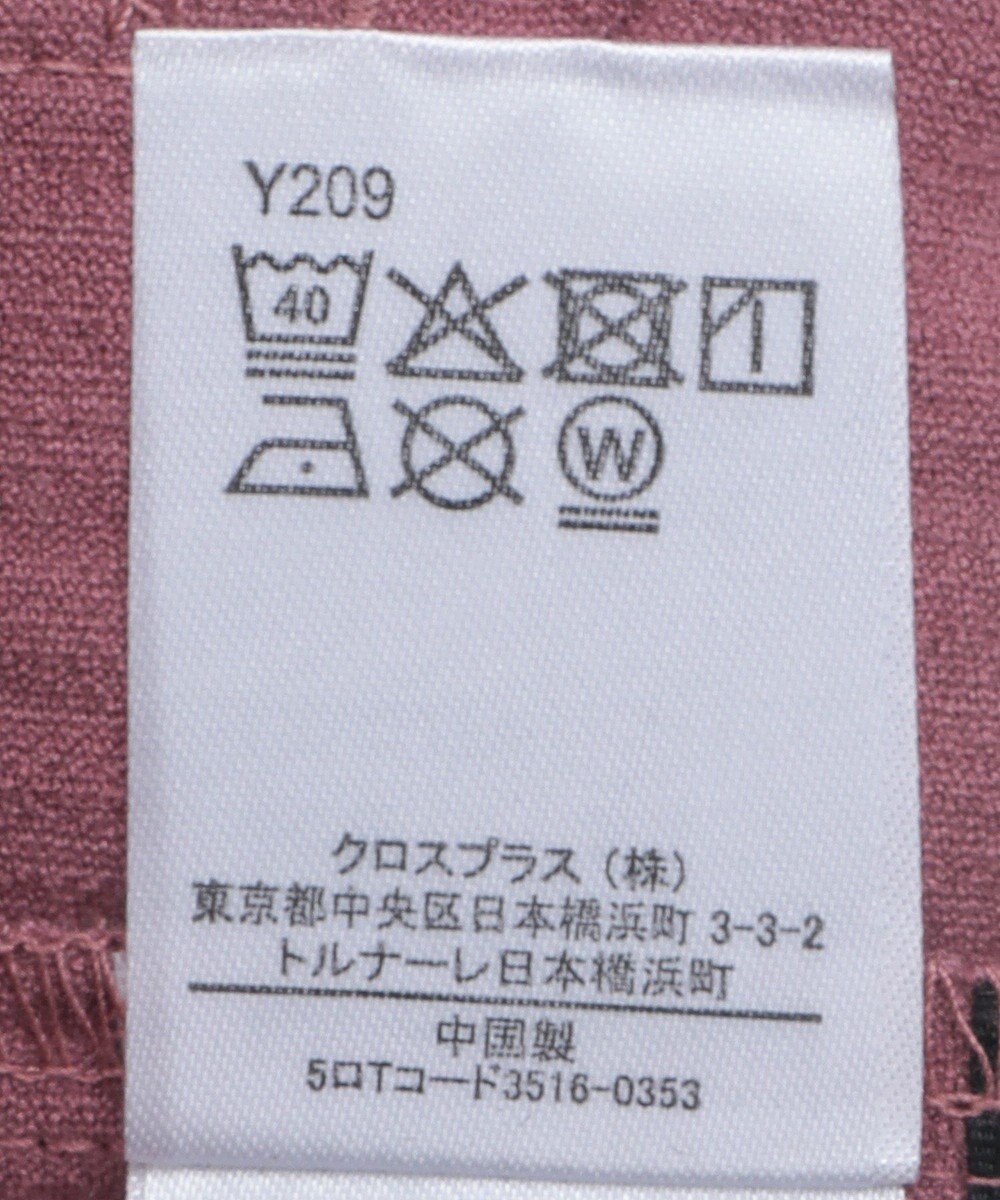 Y209
40
W
クロスプラス（株）
東京都中央区日本橋浜町 3-3-2
トルナーレ日本橋浜町
中国製
5ロTコード3516-0353